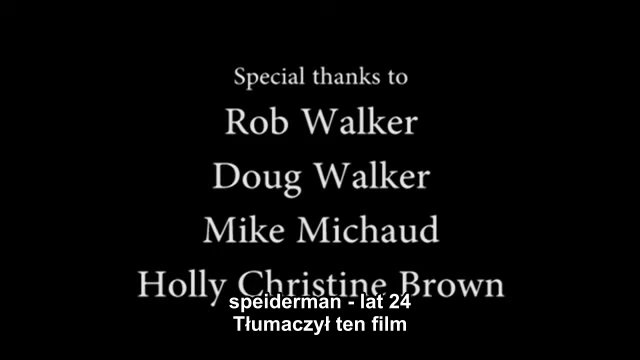 Special thanks to
Rob Walker
Doug Walker
Mike Michaud
Holly Christine Brown
speiderman - lat 24
Tłumaczył ten film